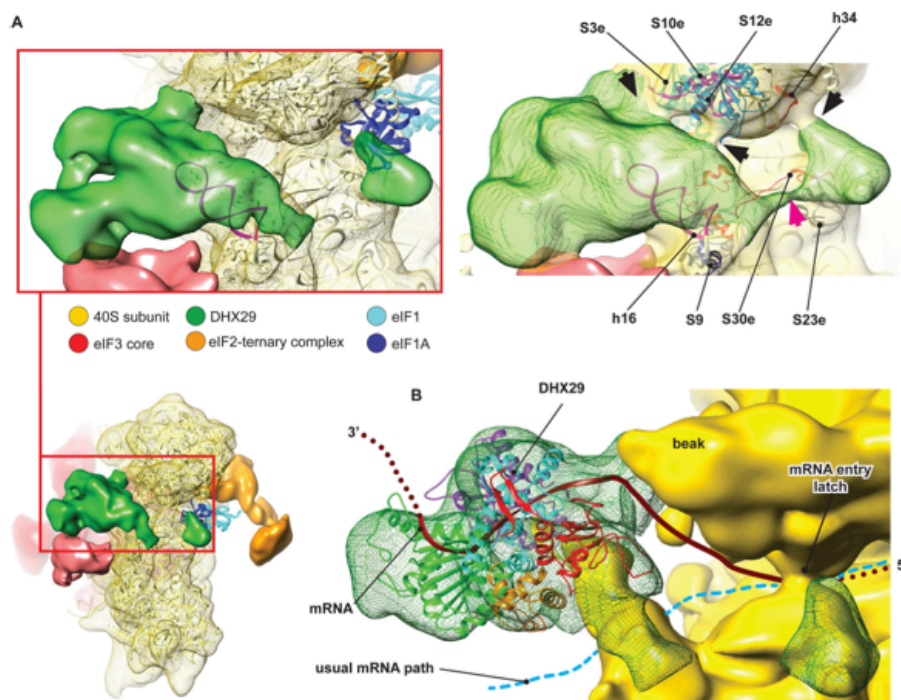 A
S3e
S10e
S12e
h34
h16
S9
S30e
S23e
40S subunit
DHX29
eIF1
eIF3 core
eIF2-ternary complex
eIF1A
B
DHX29
3'
beak
mRNA entry
latch
mRNA
usual mRNA path